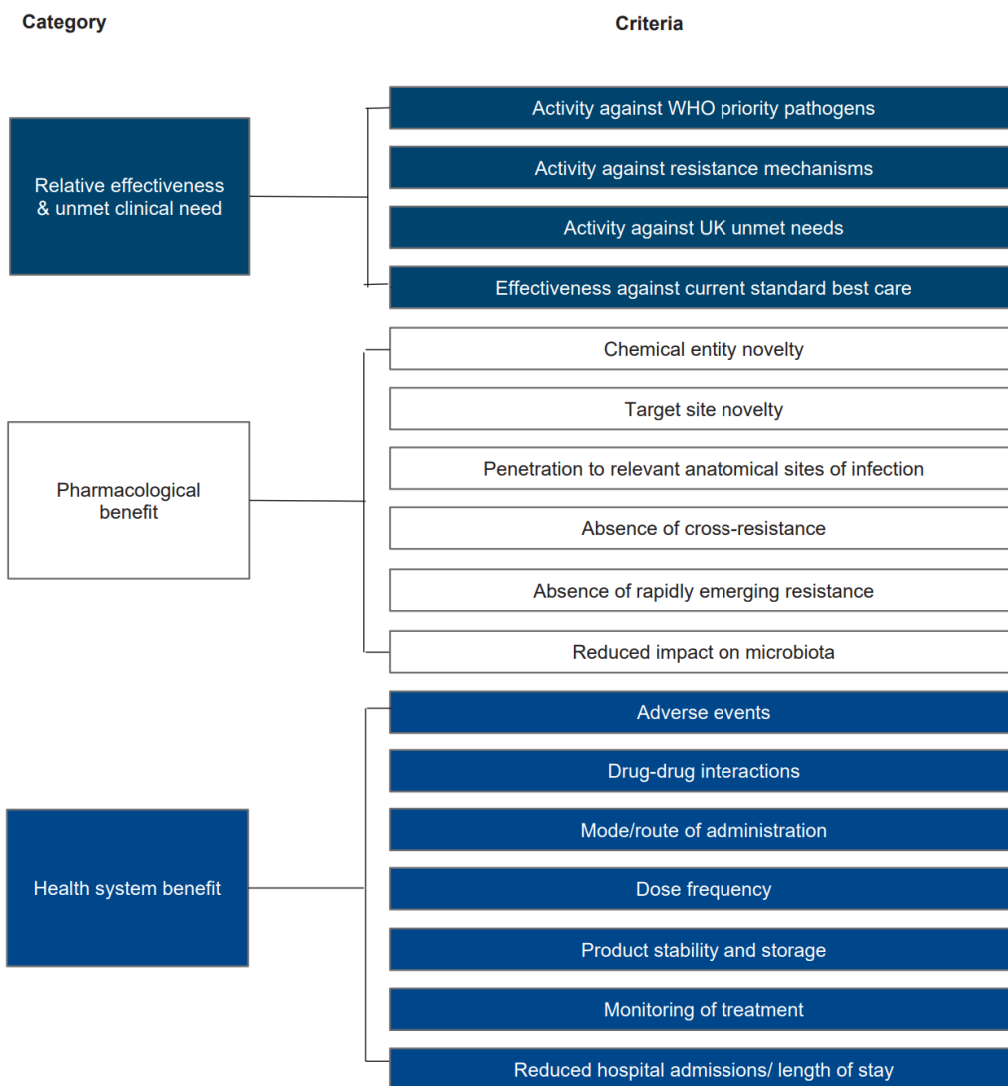 Category
Criteria
Relative effectiveness
& unmet clinical need
Activity against WHO priority pathogens
Activity against resistance mechanisms
Activity against UK unmet needs
Effectiveness against current standard best care
Pharmacological
benefit
Chemical entity novelty
Target site novelty
Penetration to relevant anatomical sites of infection
Absence of cross-resistance
Absence of rapidly emerging resistance
Reduced impact on microbiota
Health system benefit
Adverse events
Drug-drug interactions
Mode/route of administration
Dose frequency
Product stability and storage
Monitoring of treatment
Reduced hospital admissions/ length of stay